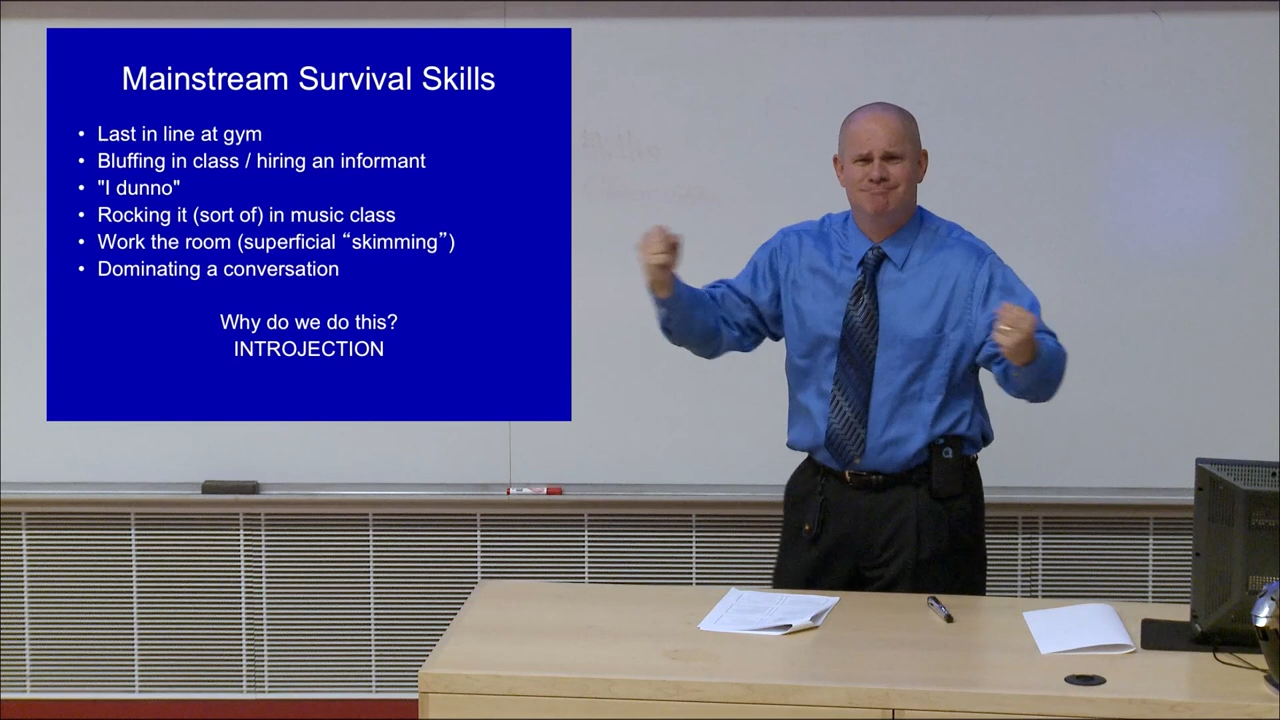 Mainstream Survival Skills
• Last in line at gym
• Bluffing in class / hiring an informant
• "I dunno"
• Rocking it (sort of) in music class
• Work the room (superficial “skimming”)
• Dominating a conversation
Why do we do this?
INTROJECTION